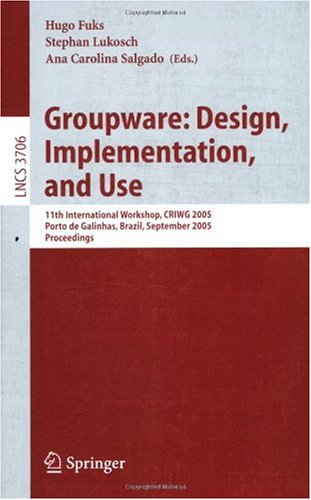 Hugo Fuks
Stephan Lukosch
Ana Carolina Salgado (Eds.)
LNCS 3706
Groupware: Design,
Implementation,
and Use
11th International Workshop, CRIWG 2005
Porto de Galinhas, Brazil, September 2005
Proceedings
Springer